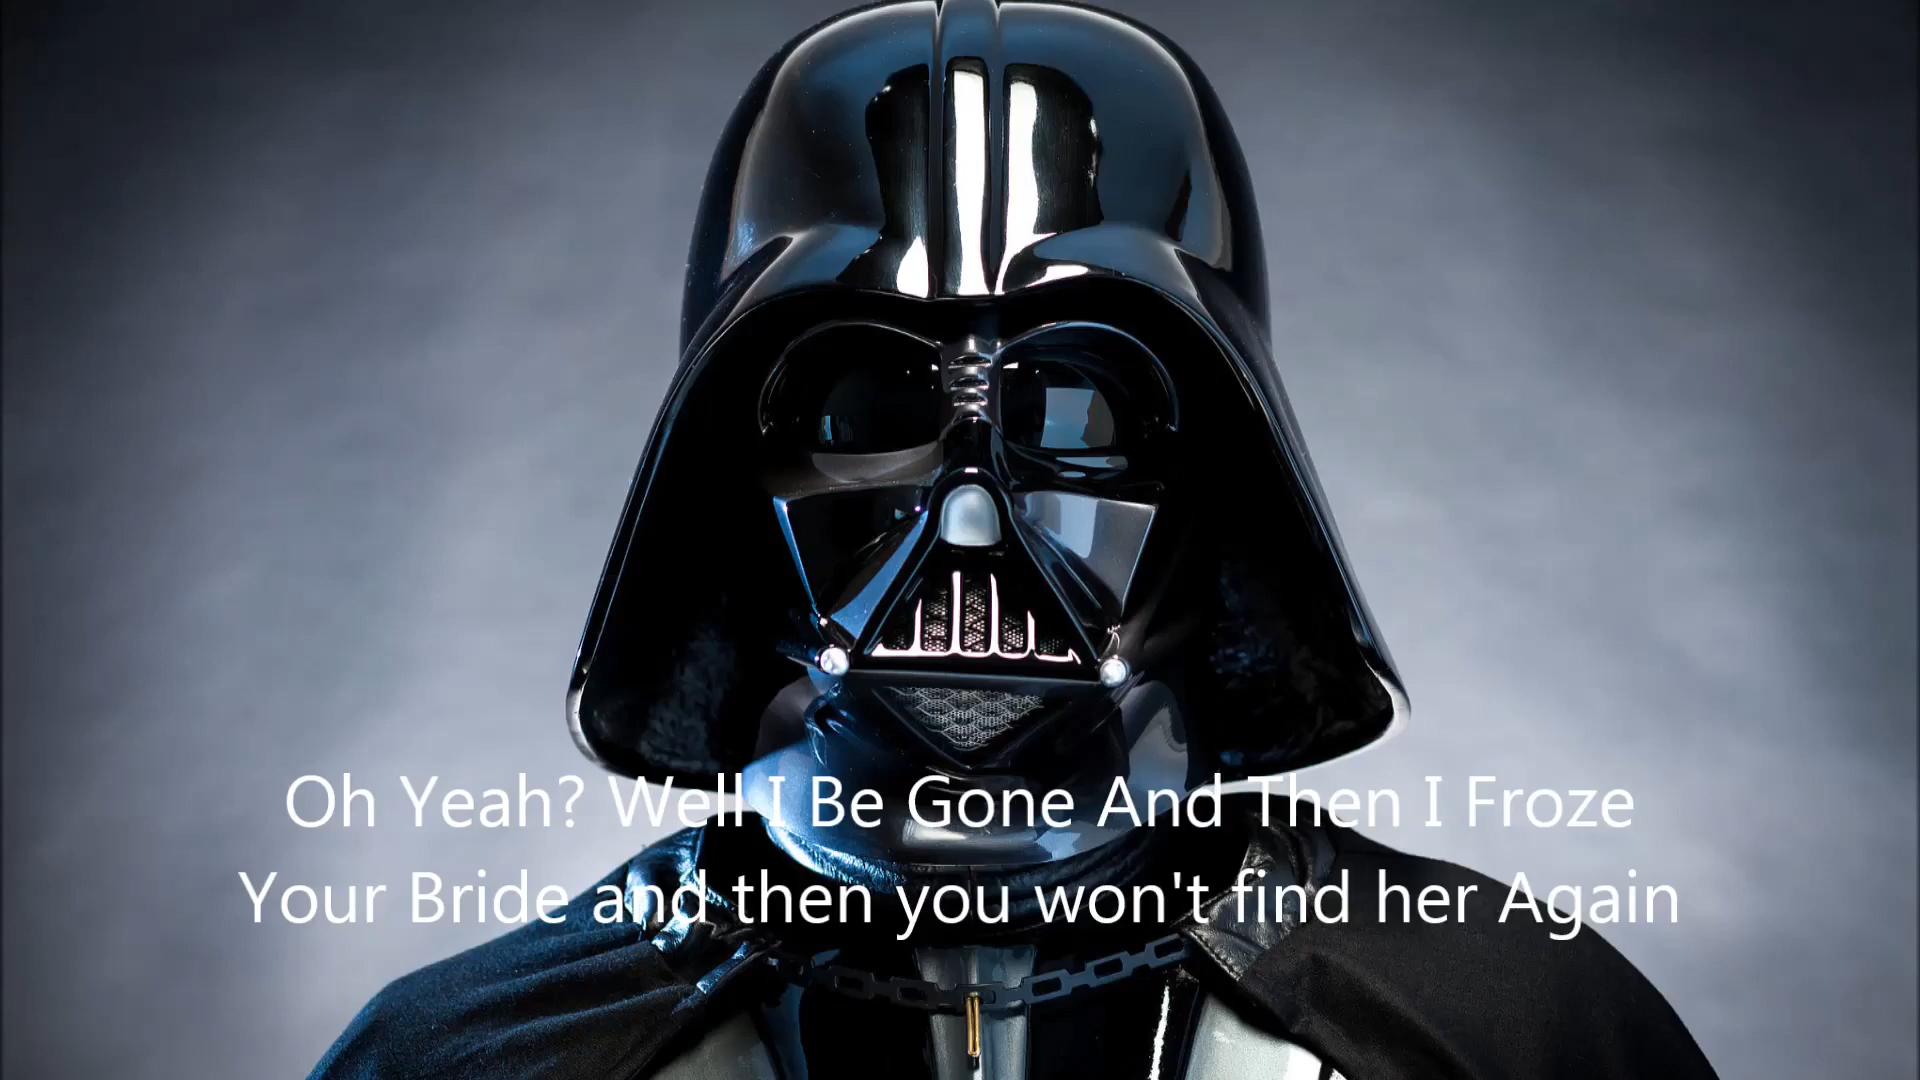 Oh Yeah? Well I Be Gone And Then I Froze
Your Bride and then you won't find her Again